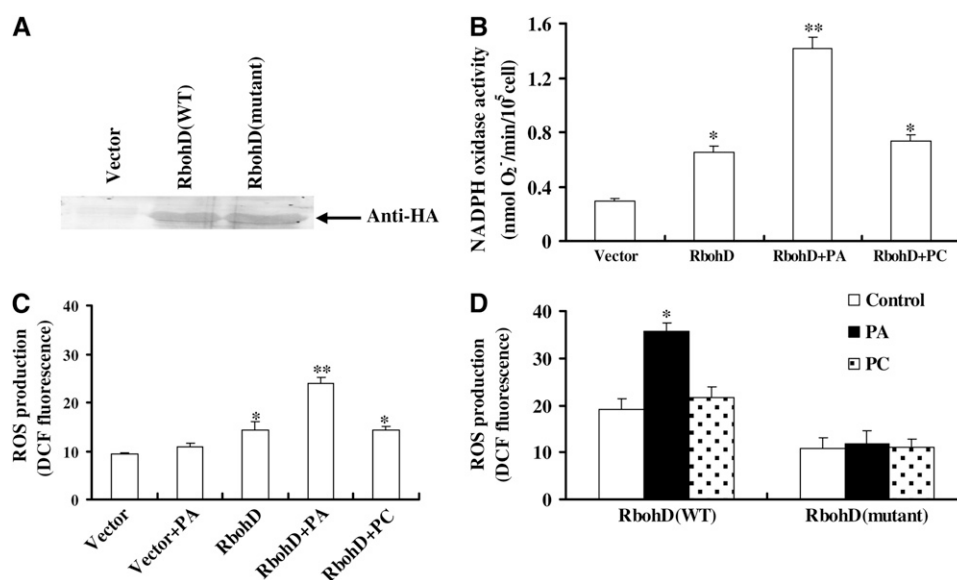 A
Vector
RbohD(WT)
RbohD(mutant)
Anti-HA
B
NADPH oxidase activity
(nmol O₂⁻/min/10⁵ cell)
1.6
1.2
0.8
0.4
0
*
**
*
Vector RbohD RbohD+PA RbohD+PC
C
ROS production
(DCF fluorescence)
40
30
20
10
0
*
**
*
Vector
Vector+PA
RbohD
RbohD+PA
RbohD+PC
D
ROS production
(DCF fluorescence)
40
30
20
10
0
*
Control
PA
PC
RbohD(WT) RbohD(mutant)